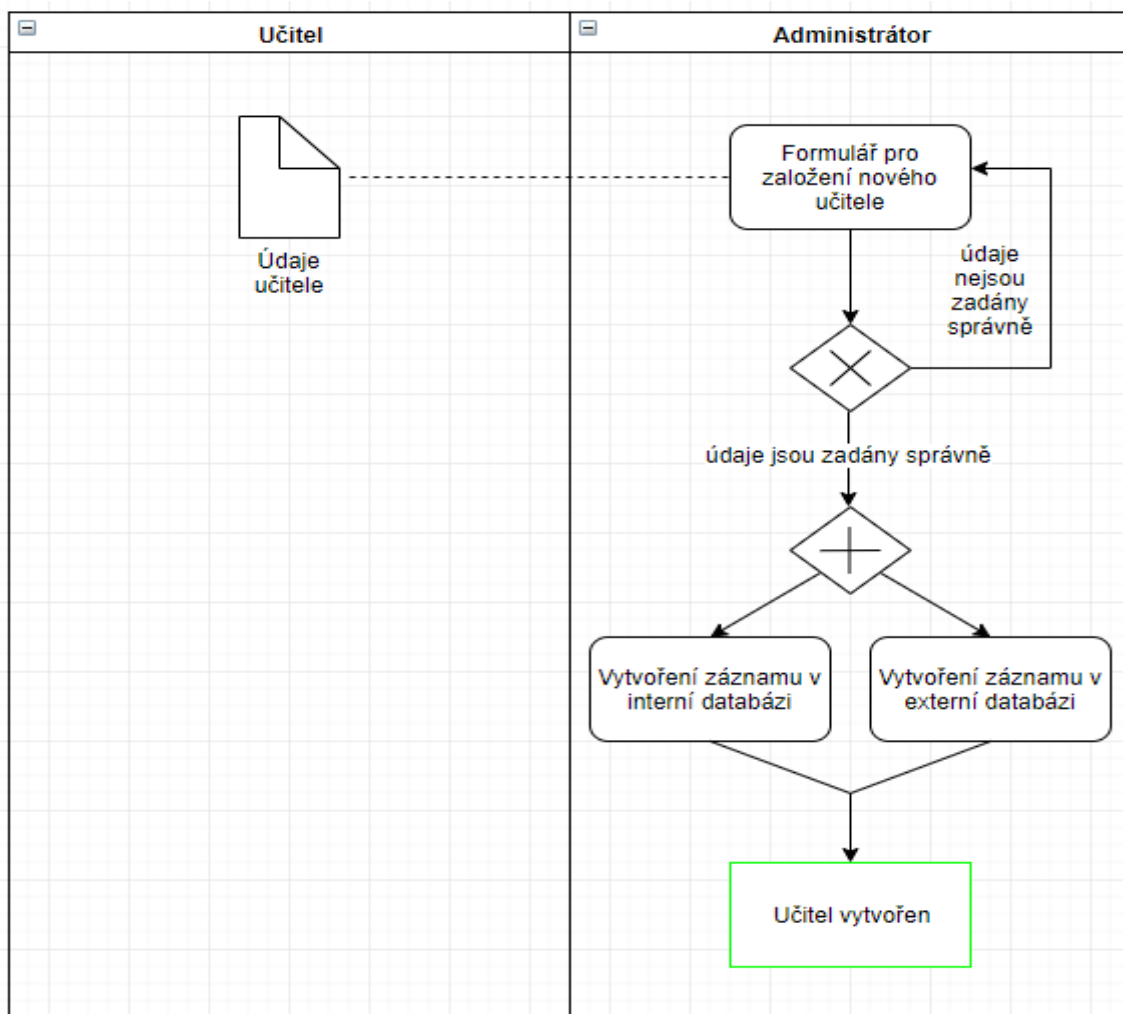 Učitel
Administrátor
Údaje
učitele
Formulář pro
založení nového
učitele
údaje
nejsou
zadány
správně
údaje jsou zadány správně
Vytvoření záznamu v
interní databázi
Vytvoření záznamu v
externí databázi
Učitel vytvořen